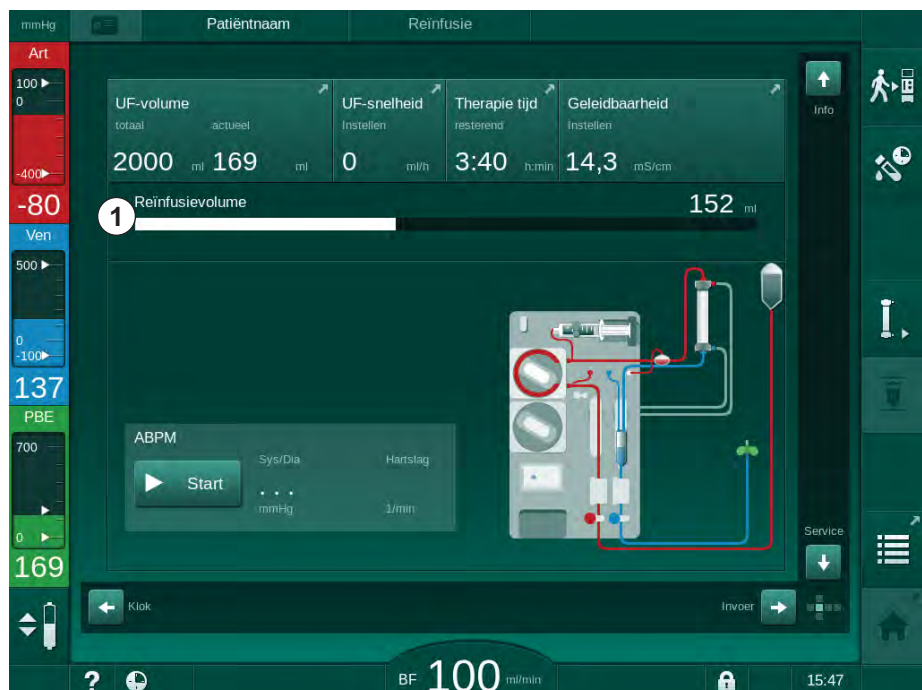 mmHg
Patiëntnaam
Reïnfusie
Art
100
0
-400
-80
Ven
500
0
-100
137
PBE
700
0
169
UF-volume
totaal actueel
2000 ml 169 ml
UF-snelheid
Instellen
0 ml/h
Therapie tijd
resterend
3:40 h:min
Geleidbaarheid
Instellen
14,3 mS/cm
Info
1
Reïnfusievolume 152 ml
ABPM
Start
Sys/Dia Hartslag
. . .
mmHg 1/min
Service
Klok
Invoer
? BF 100 ml/min 15:47